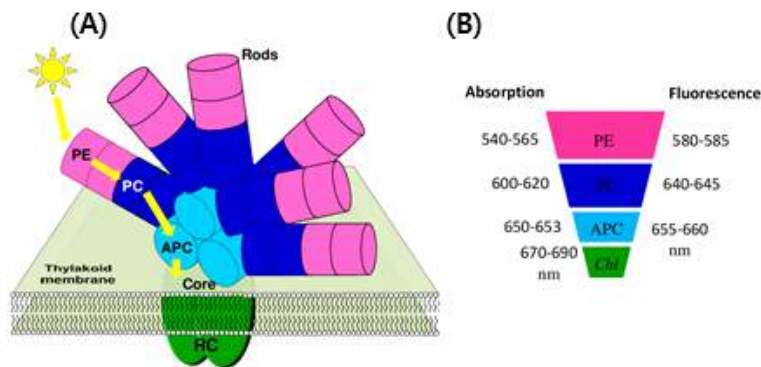 (A)
Rods
PE
PC
APC
Core
Thylakoid
membrane
RC
(B)
Absorption
Fluorescence
540-565
PE
580-585
600-620
PC
640-645
650-653
APC
655-660
nm
670-690
nm
Chl